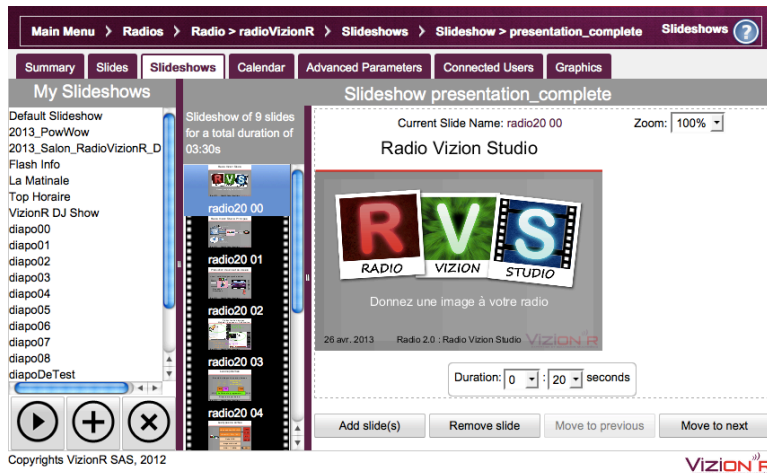 Main Menu > Radios > Radio > radioVizionR > Slideshows > Slideshow > presentation_complete
Slideshows ?
Summary Slides Slideshows Calendar Advanced Parameters Connected Users Graphics
My Slideshows
Default Slideshow
2013_PowWow
2013_Salon_RadioVizionR_D
Flash Info
La Matinale
Top Horaire
VizionR DJ Show
diapo00
diapo01
diapo02
diapo03
diapo04
diapo05
diapo06
diapo07
diapo08
diapoDeTest
Slideshow presentation_complete
Slideshow of 9 slides
for a total duration of
03:30s
RVS
radio20 00
radio20 01
radio20 02
radio20 03
radio20 04
Current Slide Name: radio20 00
Zoom: 100%
Radio Vizion Studio
R V S
RADIO VIZION STUDIO
Donnez une image à votre radio
26 avr. 2013 Radio 2.0 : Radio Vizion Studio VIZION R
Duration: 0 : 20 seconds
Add slide(s) Remove slide Move to previous Move to next
Copyrights VizionR SAS, 2012
VIZION R